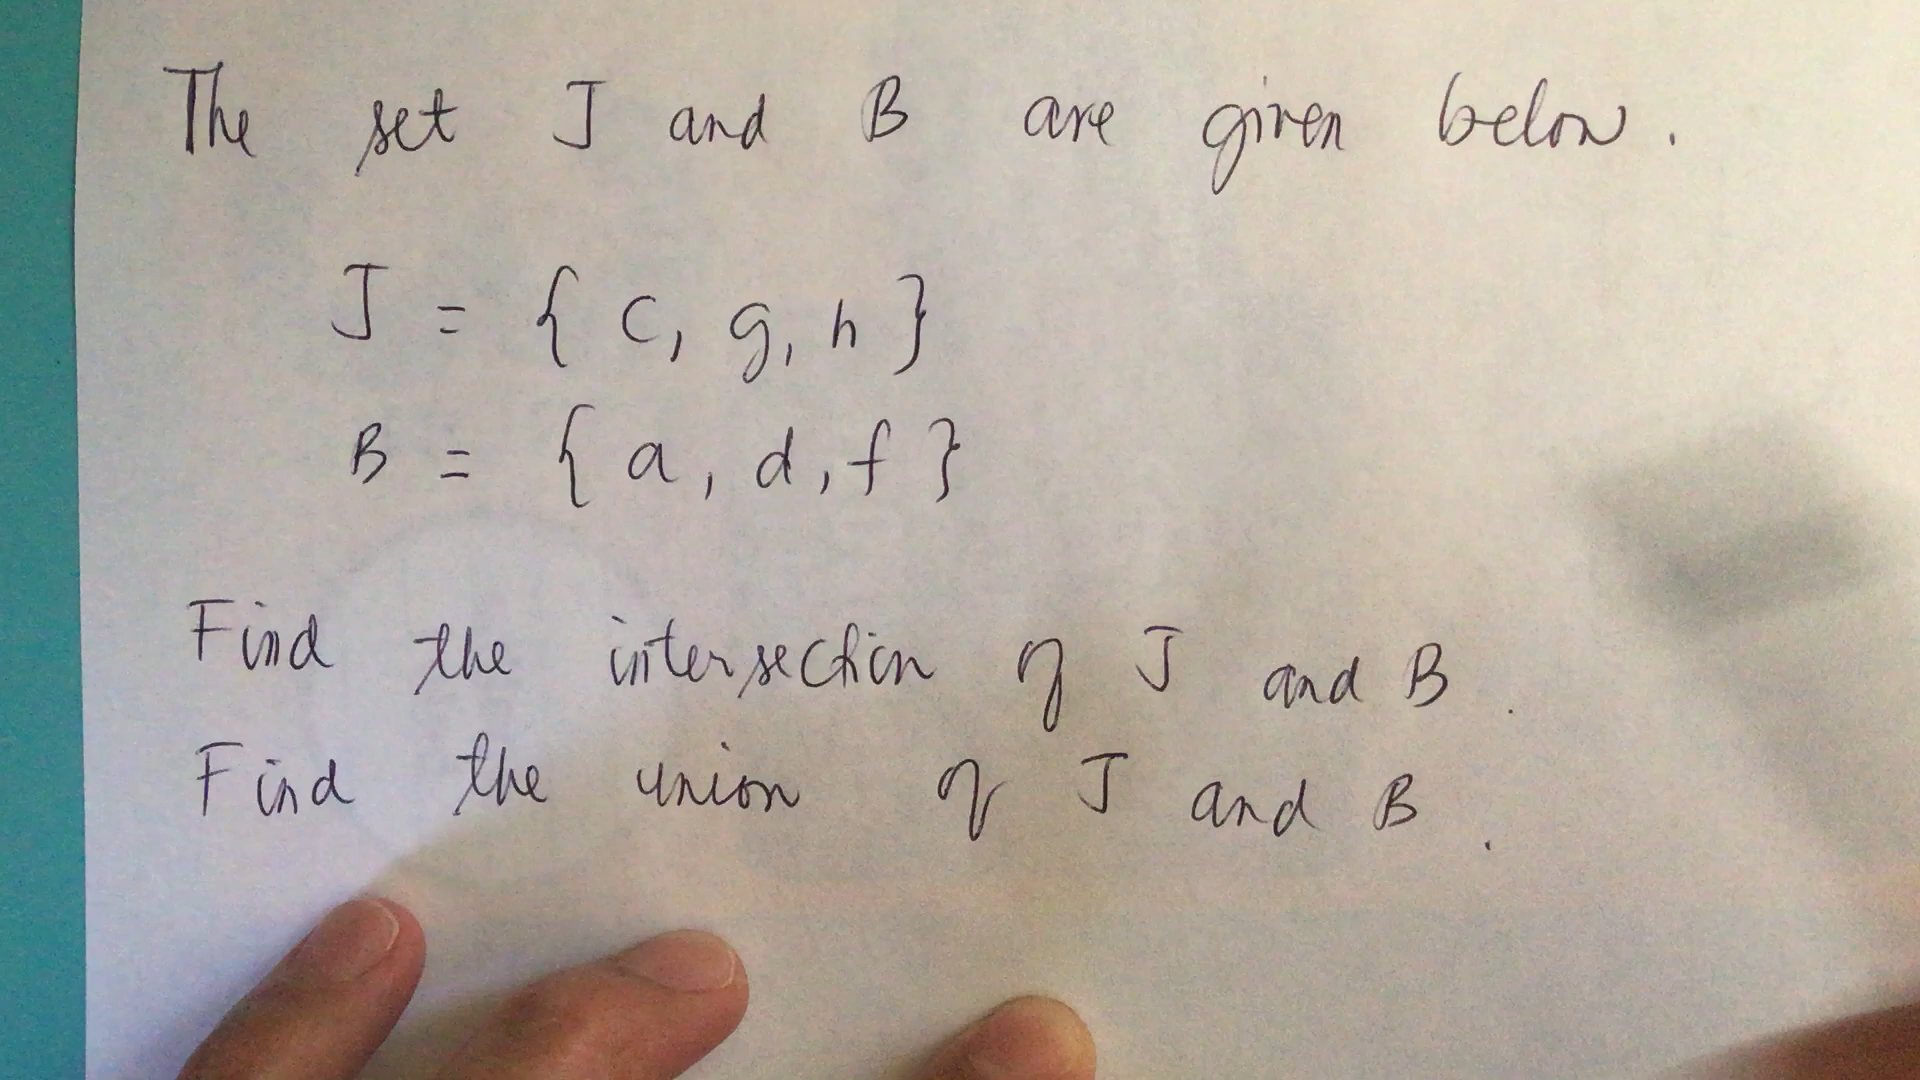 The set J and B are given below.
J = { c, g, h }
B = { a, d, f }
Find the intersection of J and B.
Find the union of J and B.